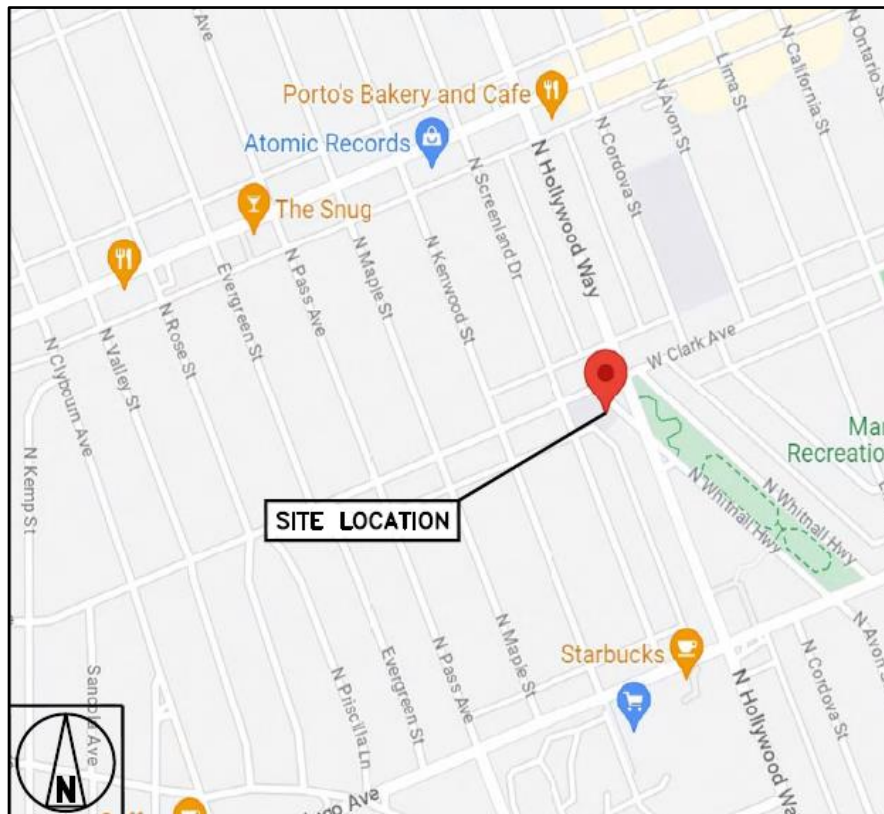 Ave
N Hollywood Way
N Cordova St
N Avon St
Lima St
N California St
N Ontario St
Porto's Bakery and Cafe
Atomic Records
The Snug
N Screenland Dr
N Kenwood St
N Maple St
N Pass Ave
Evergreen St
N Rose St
N Valley St
N Clybourn Ave
N Kemp St
W Clark Ave
Mar
Recreatio
N Whitnall Hwy
N Whitnall Hwy
SITE LOCATION
Starbucks
N Maple St
N Pass Ave
Evergreen St
N Priscilla Ln
N Hollywood Wa
N Cordova St
N Avon
Ave
N